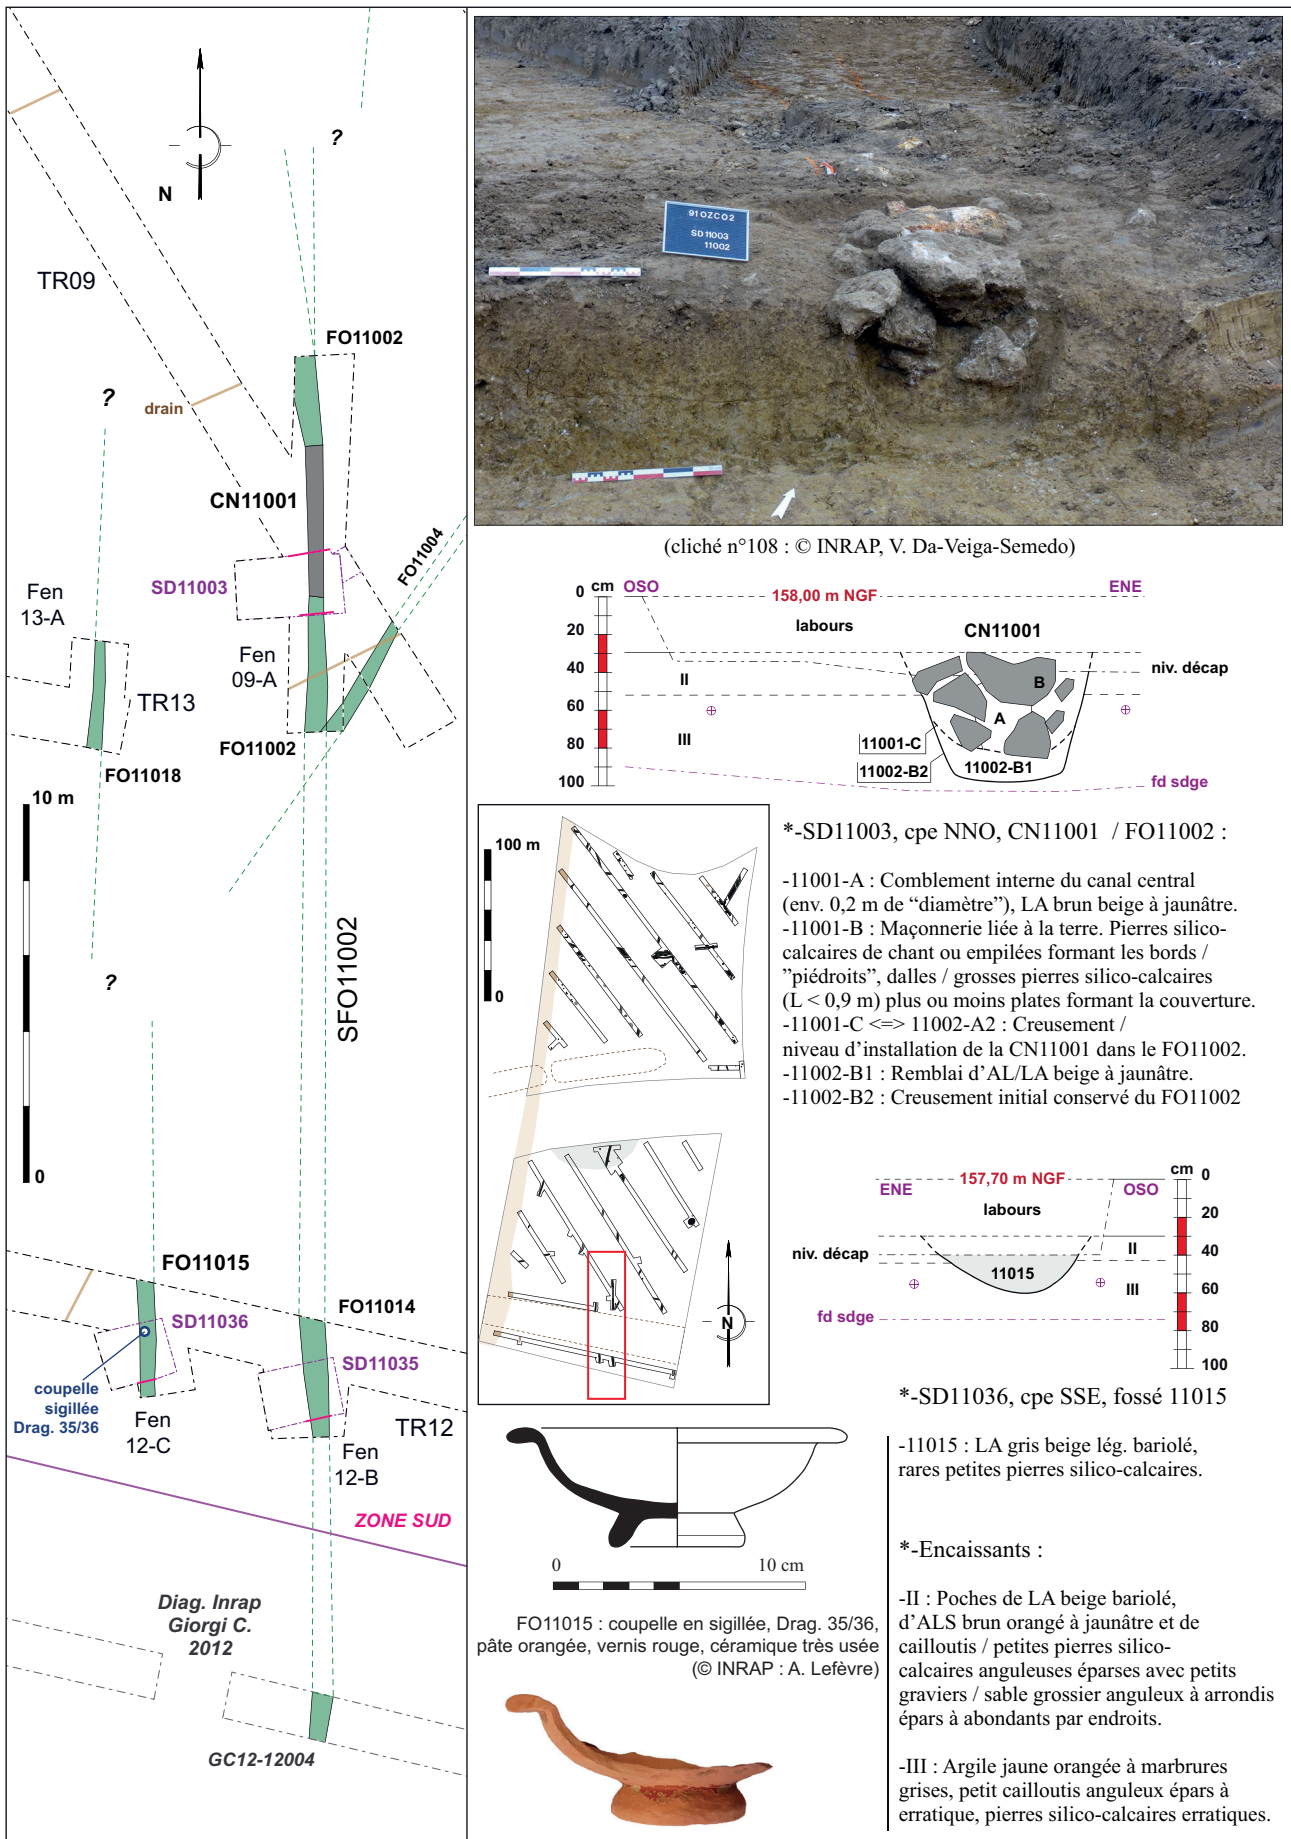 ?
N
TR09
FO11002
?
drain
CN11001
FO11004
SD11003
Fen
13-A
Fen
09-A
TR13
FO11002
FO11018
10 m
?
SFO11002
0
FO11015
FO11014
SD11036
SD11035
coupelle
sigillée
Drag. 35/36
Fen
12-C
TR12
Fen
12-B
ZONE SUD
Diag. Inrap
Giorgi C.
2012
GC12-12004
91OZCO2
SD11003
11002
(cliché n°108 : © INRAP, V. Da-Veiga-Semedo)
cm
0
20
40
60
80
100
OSO
158,00 m NGF
ENE
labours
CN11001
niv. décap
II
B
A
III
11001-C
11002-B2
11002-B1
fd sdge
100 m
0
N
*-SD11003, cpe NNO, CN11001 / FO11002 :
-11001-A : Comblement interne du canal central
(env. 0,2 m de “diamètre”), LA brun beige à jaunâtre.
-11001-B : Maçonnerie liée à la terre. Pierres silico-
calcaires de chant ou empilées formant les bords /
”piédroits”, dalles / grosses pierres silico-calcaires
(L < 0,9 m) plus ou moins plates formant la couverture.
-11001-C <=> 11002-A2 : Creusement /
niveau d’installation de la CN11001 dans le FO11002.
-11002-B1 : Remblai d’AL/LA beige à jaunâtre.
-11002-B2 : Creusement initial conservé du FO11002
ENE
157,70 m NGF
OSO
cm
0
20
40
60
80
100
labours
niv. décap
II
11015
III
fd sdge
*-SD11036, cpe SSE, fossé 11015
-11015 : LA gris beige lég. bariolé,
rares petites pierres silico-calcaires.
*-Encaissants :
-II : Poches de LA beige bariolé,
d’ALS brun orangé à jaunâtre et de
cailloutis / petites pierres silico-
calcaires anguleuses éparses avec petits
graviers / sable grossier anguleux à arrondis
épars à abondants par endroits.
-III : Argile jaune orangée à marbrures
grises, petit cailloutis anguleux épars à
erratique, pierres silico-calcaires erratiques.
0
10 cm
FO11015 : coupelle en sigillée, Drag. 35/36,
pâte orangée, vernis rouge, céramique très usée
(© INRAP : A. Lefèvre)